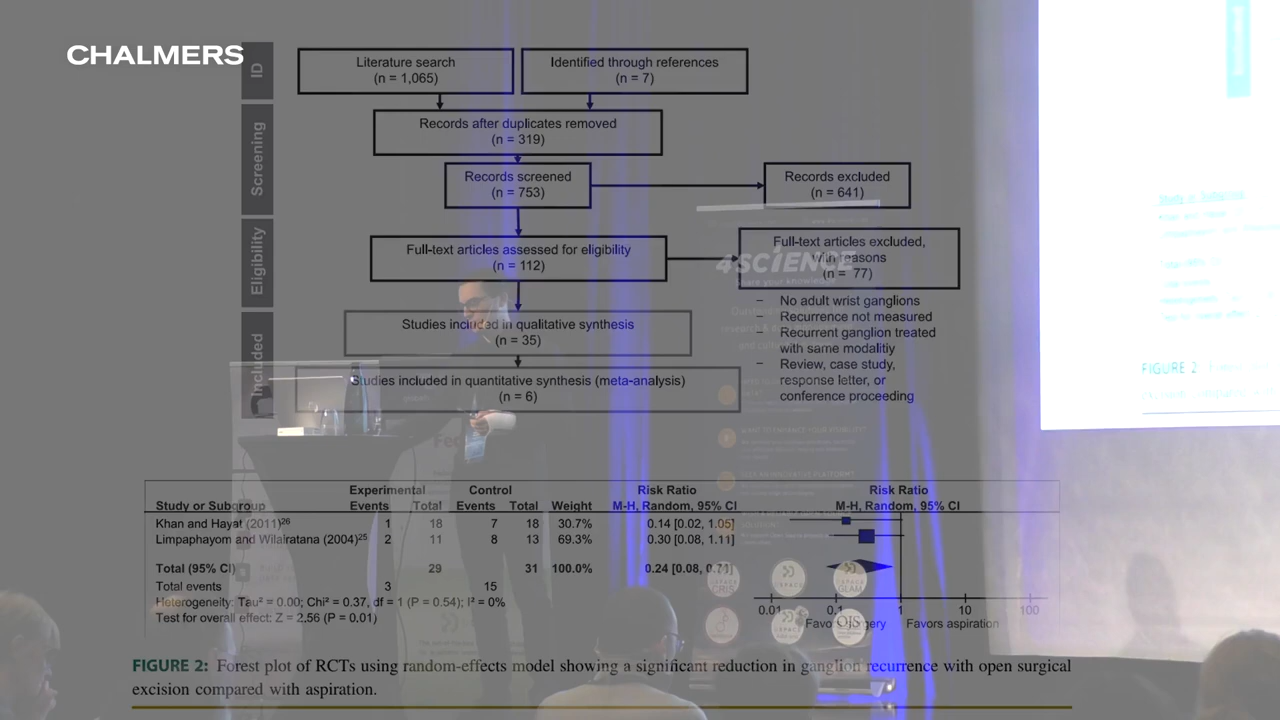 CHALMERS
ID
Literature search
(n = 1,065)
Identified through references
(n = 7)
Screening
Records after duplicates removed
(n = 319)
Records screened
(n = 753)
Records excluded
(n = 641)
Eligibility
Full-text articles assessed for eligibility
(n = 112)
Full-text articles excluded,
with reasons
(n = 77)
4SCIENCE
– No adult wrist ganglions
– Recurrence not measured
– Recurrent ganglion treated
with same modalitiy
– Review, case study,
response letter, or
conference proceeding
Included
Studies included in qualitative synthesis
(n = 35)
Studies included in quantitative synthesis (meta-analysis)
(n = 6)
FIGURE 2
Experimental Control Risk Ratio Risk Ratio
Study or Subgroup Events Total Events Total Weight M-H, Random, 95% CI M-H, Random, 95% CI
Khan and Hayat (2011)26 1 18 7 18 30.7% 0.14 [0.02, 1.05]
Limpaphayom and Wilairatana (2004)25 2 11 8 13 69.3% 0.30 [0.08, 1.11]
Total (95% CI) 29 31 100.0% 0.24 [0.08, 0.71]
Total events 3 15
Heterogeneity: Tau² = 0.00; Chi² = 0.37, df = 1 (P = 0.54); I² = 0%
Test for overall effect: Z = 2.56 (P = 0.01)
0.01 0.1 1 10 100
Favors aspiration
OJS
FIGURE 2: Forest plot of RCTs using random-effects model showing a significant reduction in ganglion recurrence with open surgical
excision compared with aspiration.